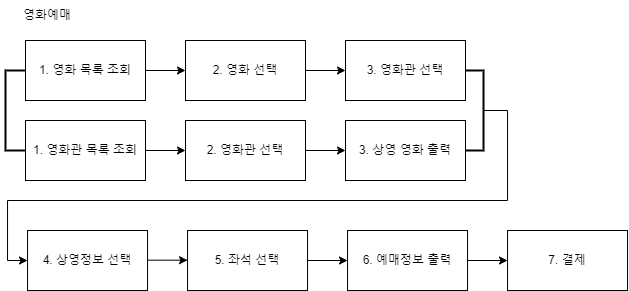 영화예매
1. 영화 목록 조회
2. 영화 선택
3. 영화관 선택
1. 영화관 목록 조회
2. 영화관 선택
3. 상영 영화 출력
4. 상영정보 선택
5. 좌석 선택
6. 예매정보 출력
7. 결제